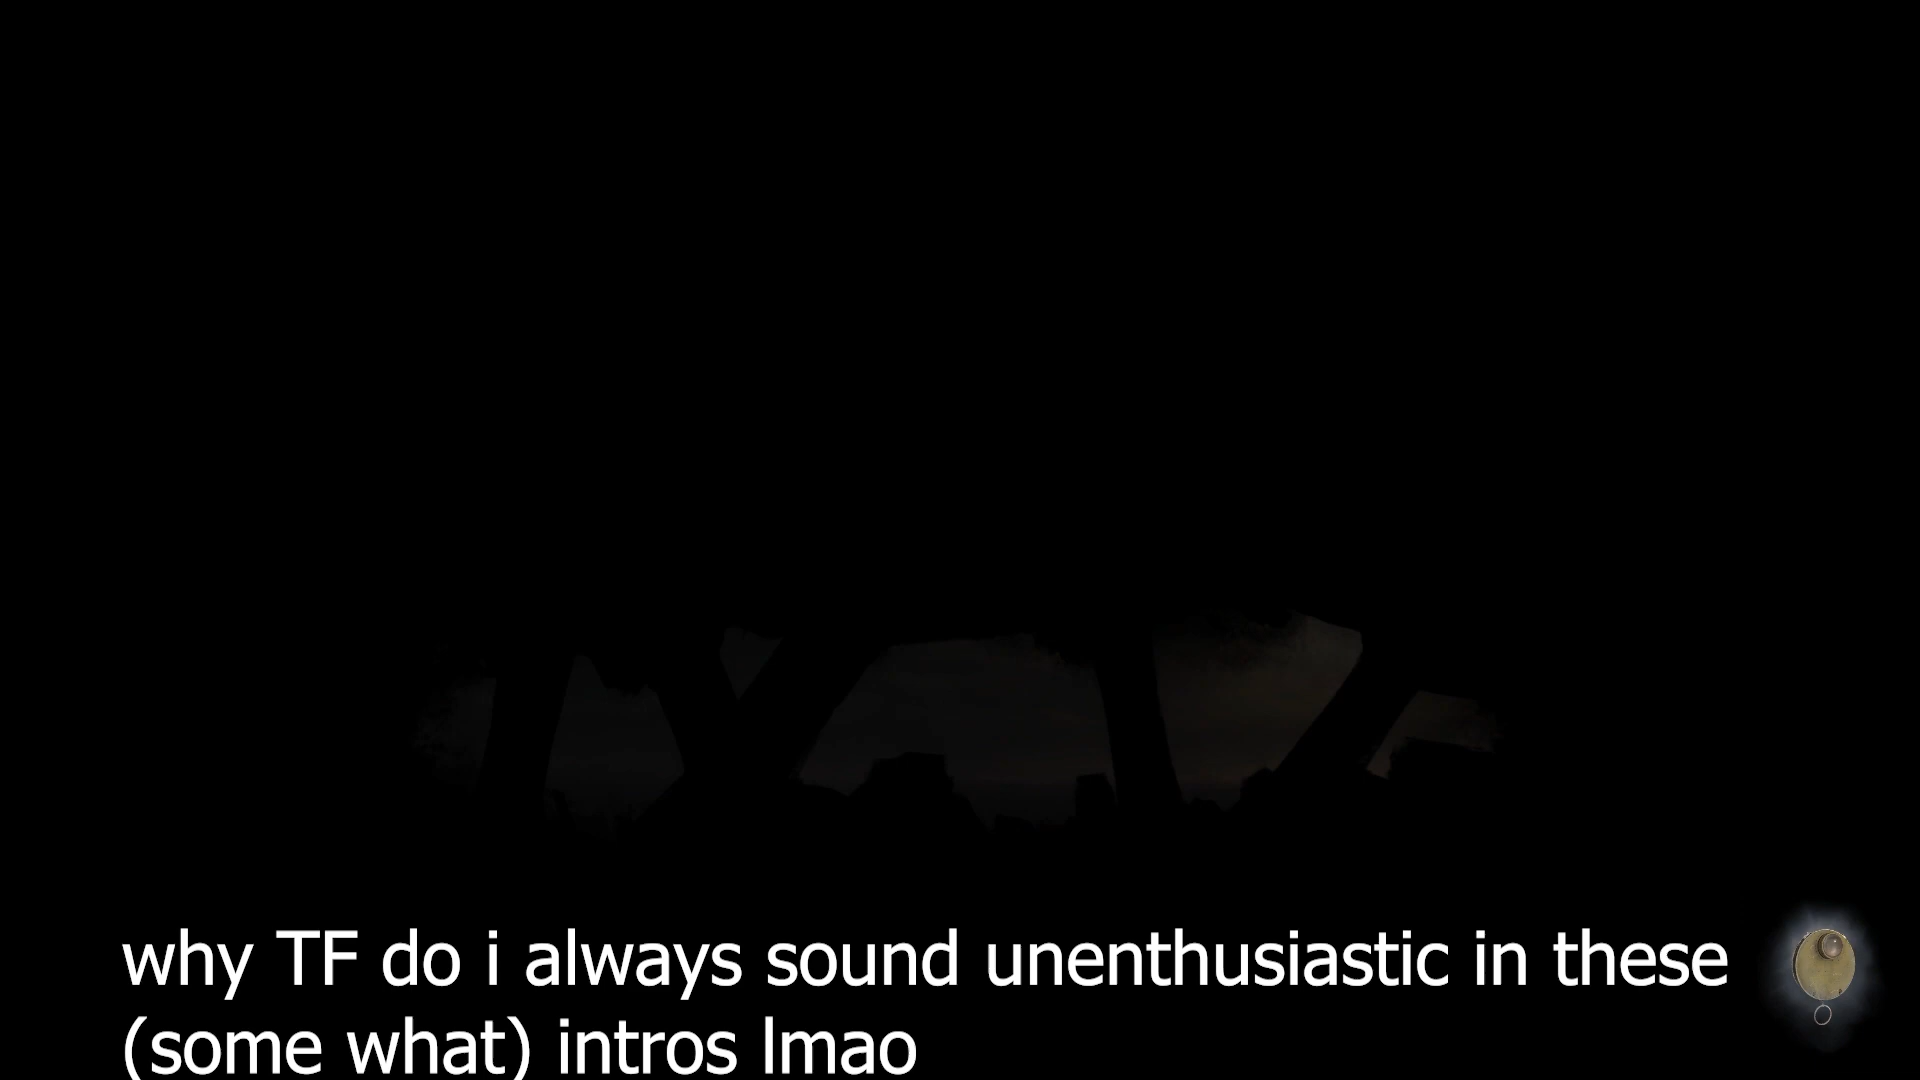 why TF do i always sound unenthusiastic in these
(some what) intros lmao